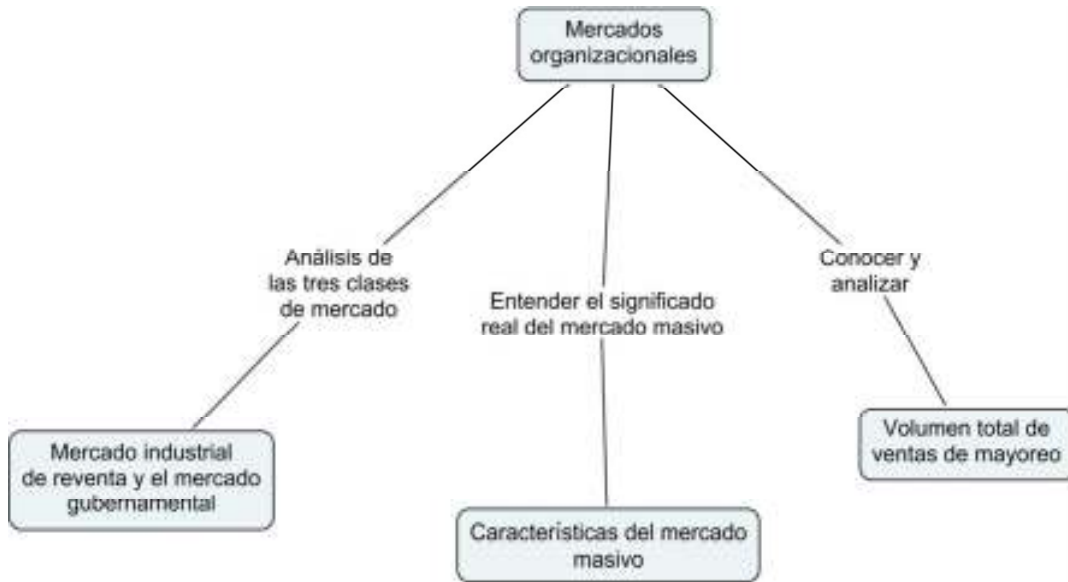 Mercados
organizacionales
Análisis de
las tres clases
de mercado
Entender el significado
real del mercado masivo
Conocer y
analizar
Mercado industrial
de reventa y el mercado
gubernamental
Características del mercado
masivo
Volumen total de
ventas de mayoreo